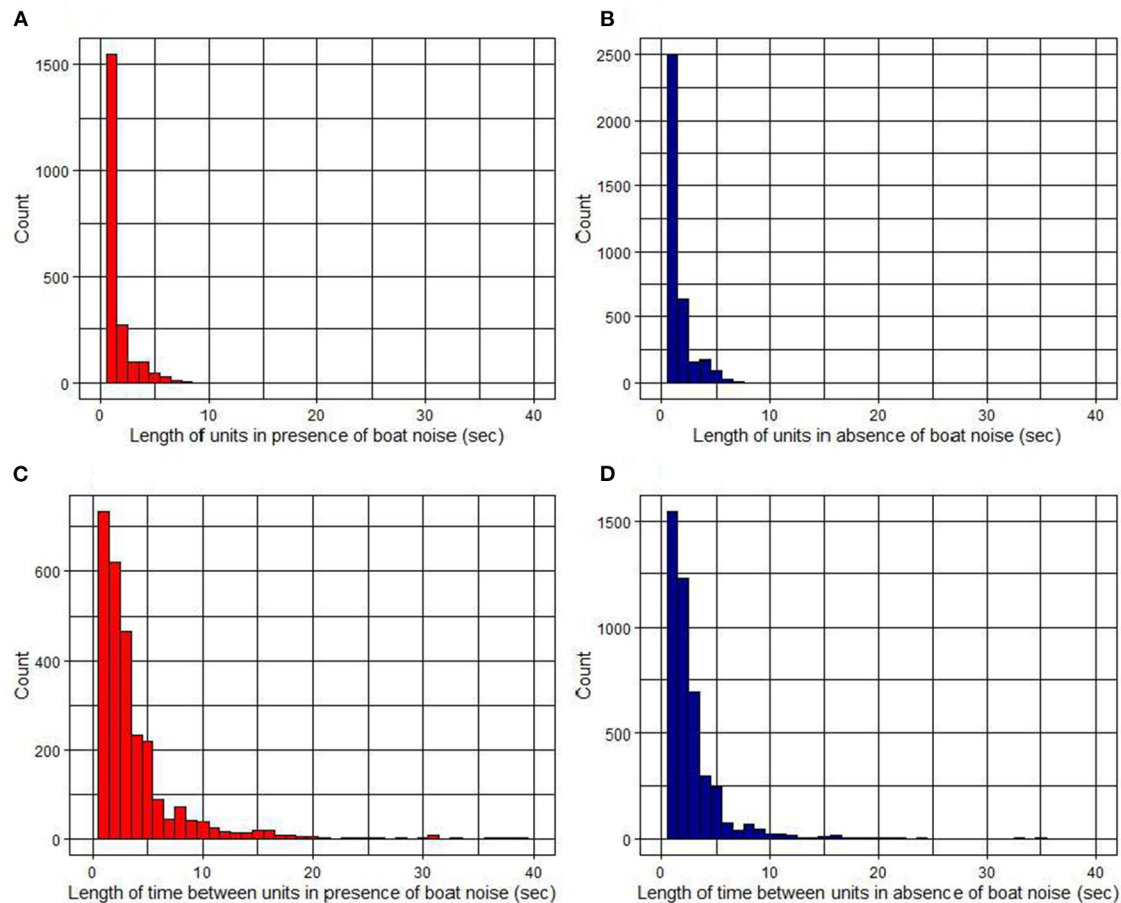 A
1500
1000
500
0
Count
0 10 20 30 40
Length of units in presence of boat noise (sec)
B
2500
2000
1500
1000
500
0
Count
0 10 20 30 40
Length of units in absence of boat noise (sec)
C
600
400
200
0
Count
0 10 20 30 40
Length of time between units in presence of boat noise (sec)
D
1500
1000
500
0
Count
0 10 20 30 40
Length of time between units in absence of boat noise (sec)